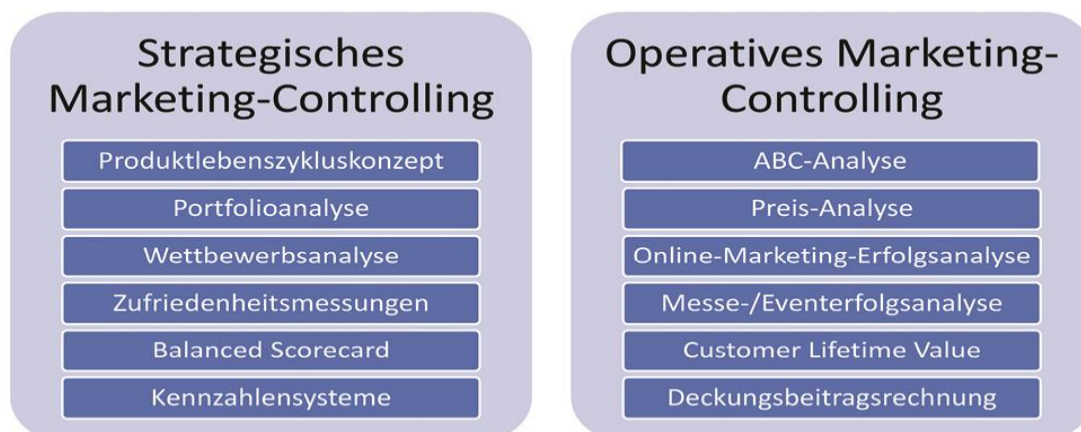 Strategisches
Marketing-Controlling
Produktlebenszykluskonzept
Portfolioanalyse
Wettbewerbsanalyse
Zufriedenheitsmessungen
Balanced Scorecard
Kennzahlensysteme
Operatives Marketing-
Controlling
ABC-Analyse
Preis-Analyse
Online-Marketing-Erfolgsanalyse
Messe-/Eventerfolgsanalyse
Customer Lifetime Value
Deckungsbeitragsrechnung